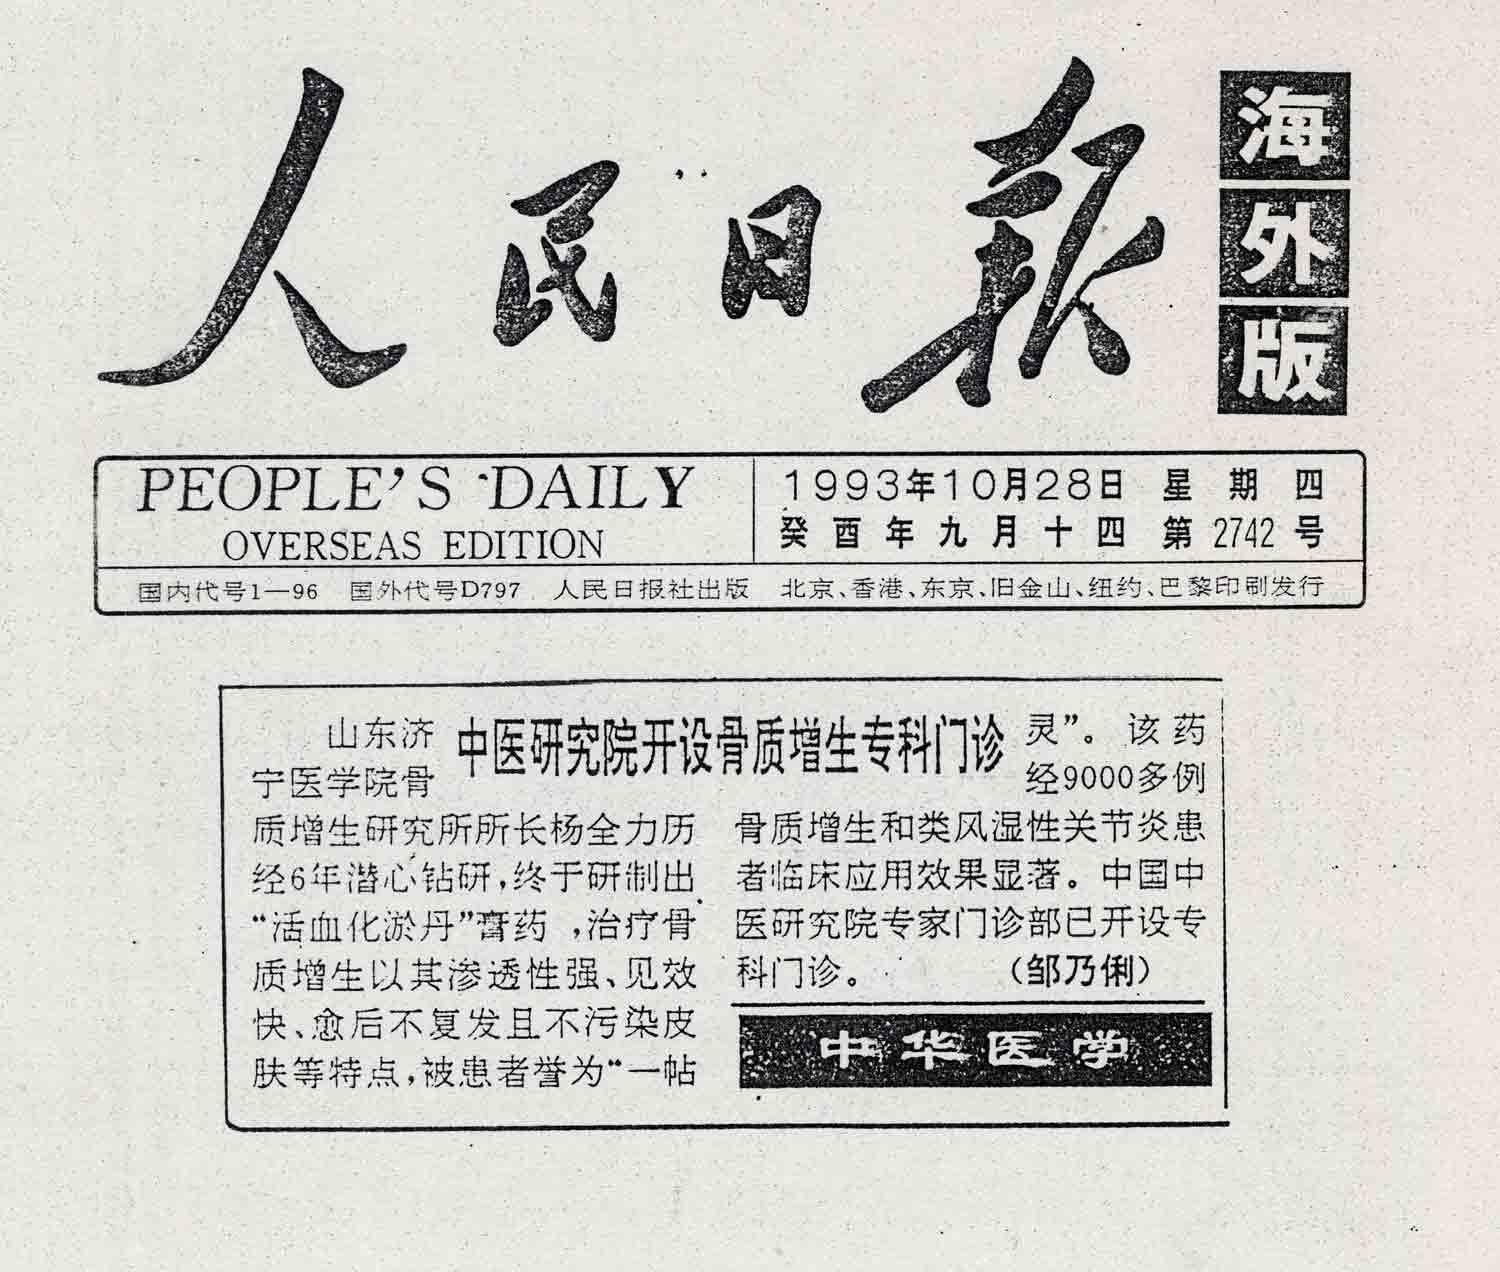 人民日报
海外版
PEOPLE'S DAILY
OVERSEAS EDITION
1993年10月28日 星期四
癸酉年九月十四 第2742号
国内代号1—96 国外代号D797 人民日报社出版 北京、香港、东京、旧金山、纽约、巴黎印刷发行
中医研究院开设骨质增生专科门诊
山东济
宁医学院骨
质增生研究所所长杨全力历
经6年潜心钻研,终于研制出
“活血化淤丹”膏药,治疗骨
质增生以其渗透性强、见效
快、愈后不复发且不污染皮
肤等特点,被患者誉为“一帖
灵”。该药
经9000多例
骨质增生和类风湿性关节炎患
者临床应用效果显著。中国中
医研究院专家门诊部已开设专
科门诊。 (邹乃俐)
中华医学